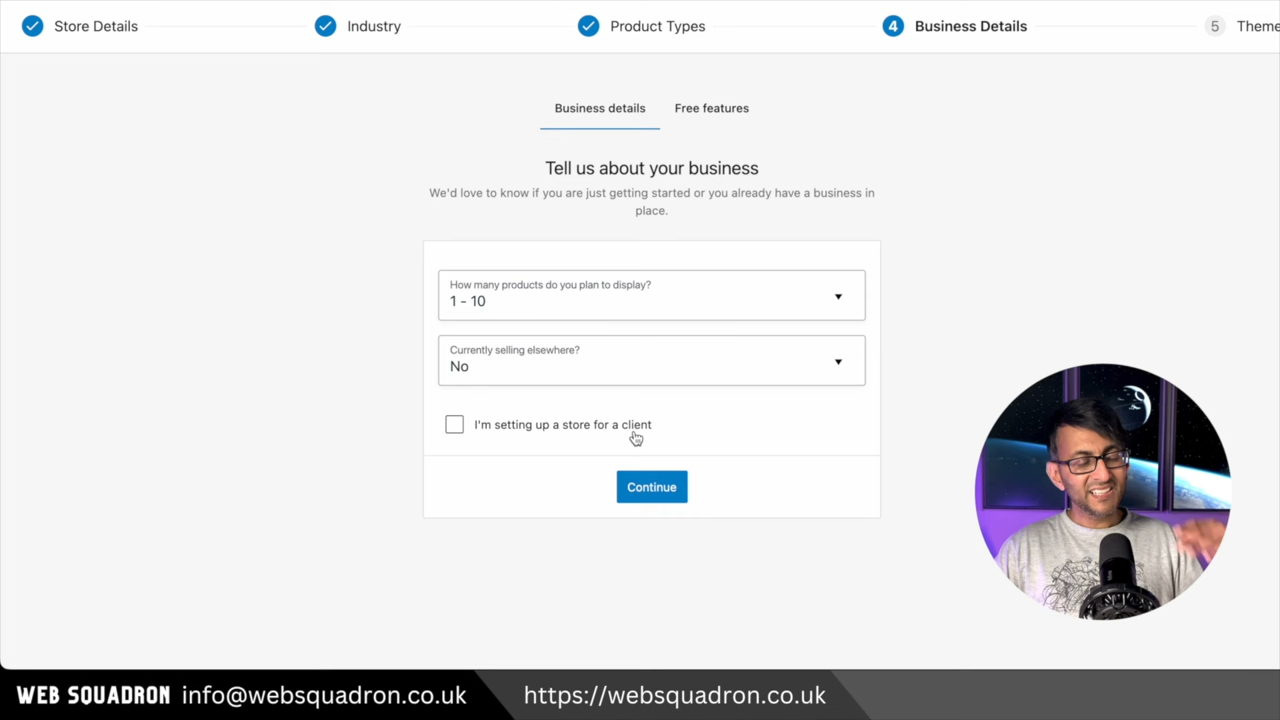 Store Details
Industry
Product Types
4 Business Details
5 Theme
Business details
Free features
Tell us about your business
We'd love to know if you are just getting started or you already have a business in
place.
How many products do you plan to display?
1 - 10
Currently selling elsewhere?
No
I'm setting up a store for a client
Continue
WEB SQUADRON info@websquadron.co.uk https://websquadron.co.uk